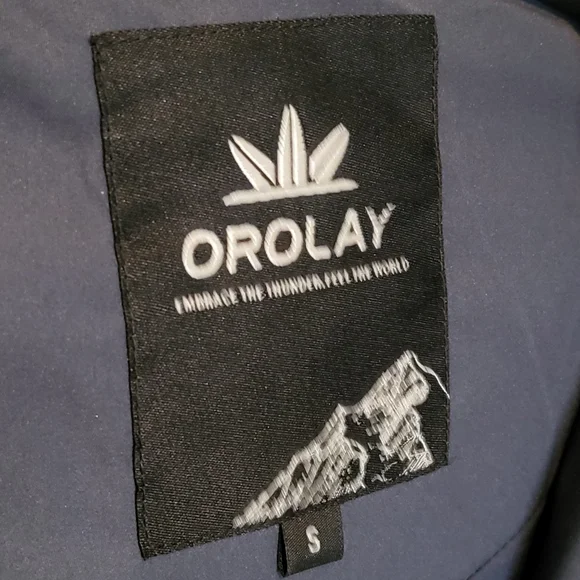 OROLAY
EMBRACE THE THUNDER, FEEL THE WORLD
S